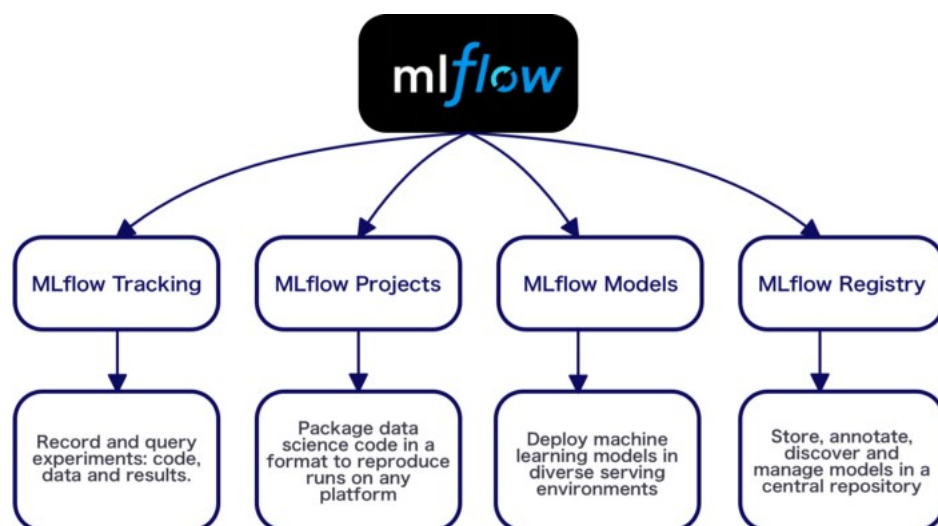 mlflow
MLflow Tracking
MLflow Projects
MLflow Models
MLflow Registry
Record and query
experiments: code,
data and results.
Package data
science code in a
format to reproduce
runs on any
platform
Deploy machine
learning models in
diverse serving
environments
Store, annotate,
discover and
manage models in a
central repository